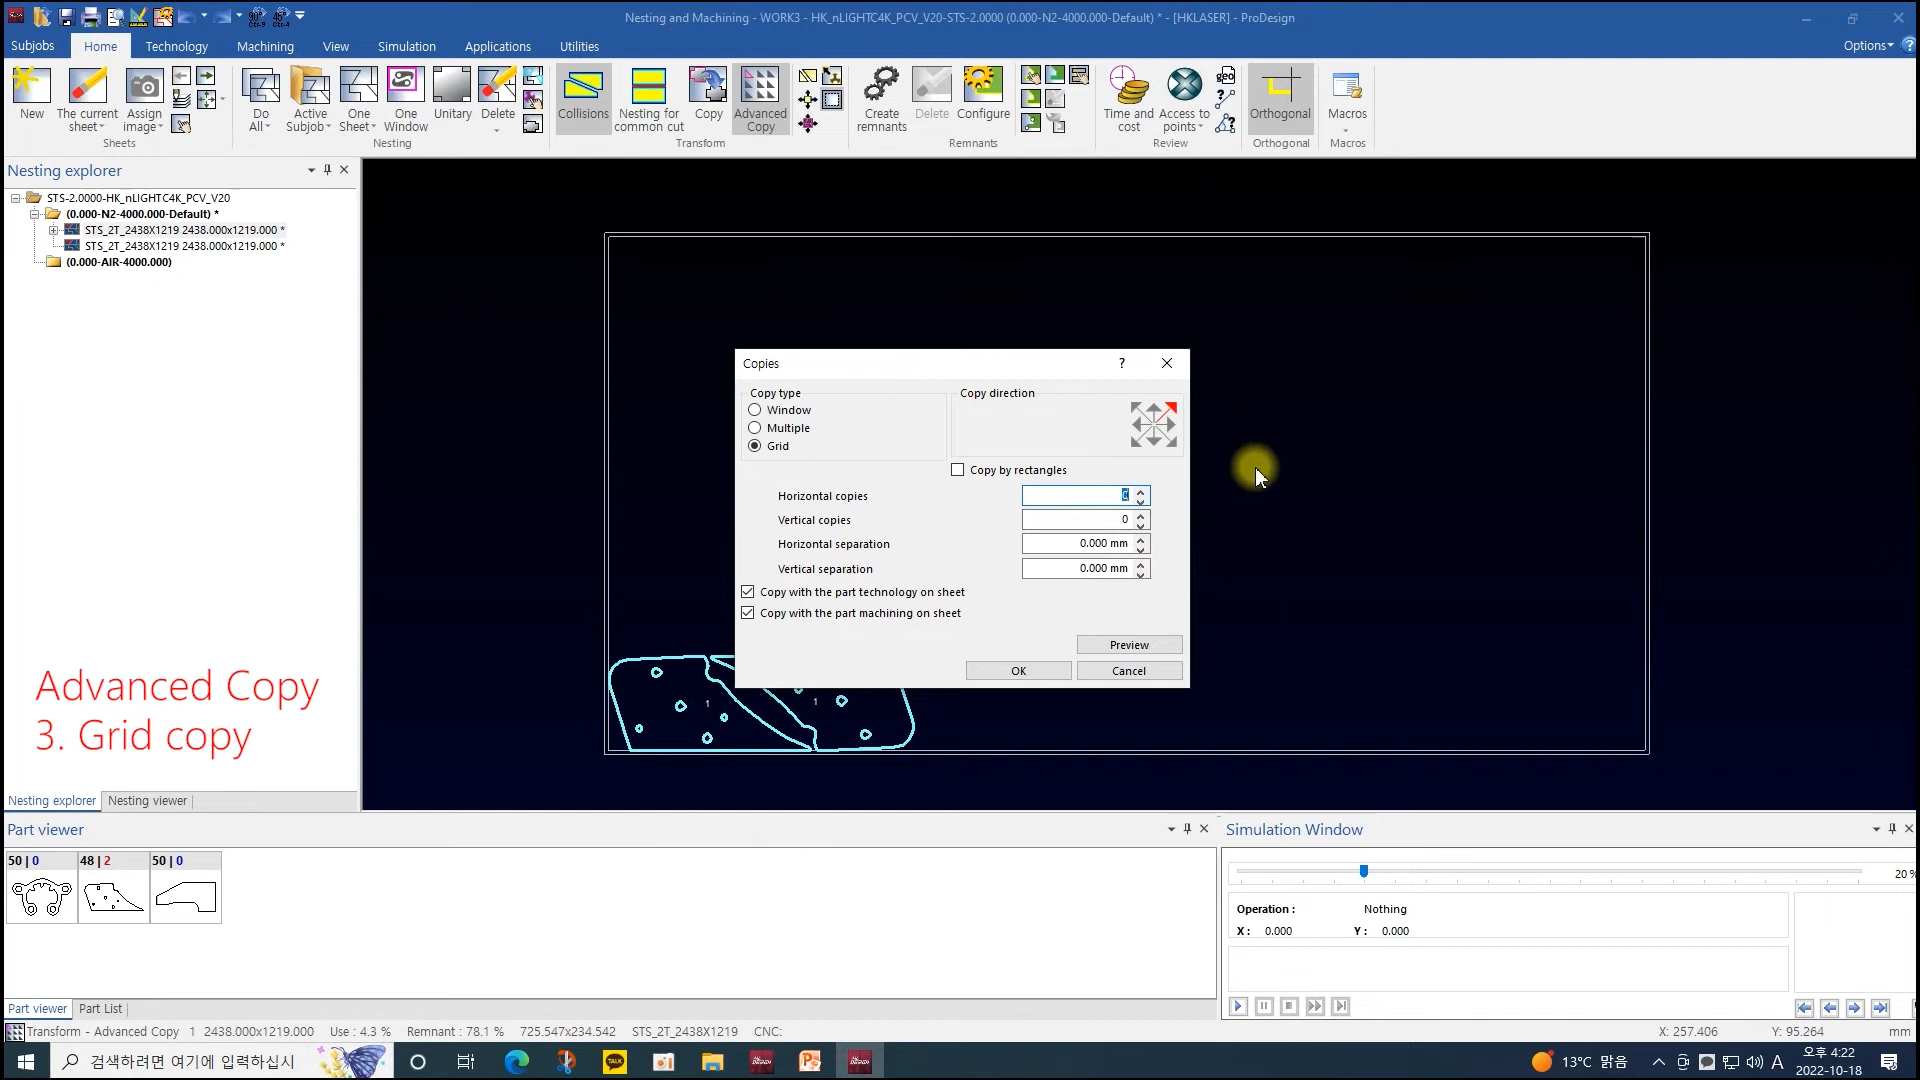 Nesting and Machining - WORK3 - HK_nLIGHTC4K_PCV_V20-STS-2.0000 (0.000-N2-4000.000-Default) * - [HKLASER] - ProDesign
Subjobs Home Technology Machining View Simulation Applications Utilities Options
New The current sheet Assign image Sheets
Do All Active Subjob One Sheet One Window Unitary Delete Nesting
Collisions Nesting for common cut Copy Advanced Copy Transform
Create remnants Delete Configure Remnants
Time and cost Access to points Review
Orthogonal Orthogonal
Macros Macros
Nesting explorer
STS-2.0000-HK_nLIGHTC4K_PCV_V20
(0.000-N2-4000.000-Default) *
STS_2T_2438X1219 2438.000x1219.000 *
STS_2T_2438X1219 2438.000x1219.000 *
(0.000-AIR-4000.000)
Copies ?
Copy type Copy direction
Window
Multiple
Grid
Copy by rectangles
Horizontal copies 0
Vertical copies 0
Horizontal separation 0.000 mm
Vertical separation 0.000 mm
Copy with the part technology on sheet
Copy with the part machining on sheet
Preview
OK Cancel
1 1
Advanced Copy
3. Grid copy
Nesting explorer Nesting viewer
Part viewer
50 | 0 48 | 2 50 | 0
Part viewer Part List
Simulation Window
20 %
Operation : Nothing
X : 0.000 Y : 0.000
Transform - Advanced Copy 1 2438.000x1219.000 Use : 4.3 % Remnant : 78.1 % 725.547x234.542 STS_2T_2438X1219 CNC: X: 257.406 Y: 95.264 mm
검색하려면 여기에 입력하십시 TALK 13°C 맑음 A 오후 4:22
2022-10-18